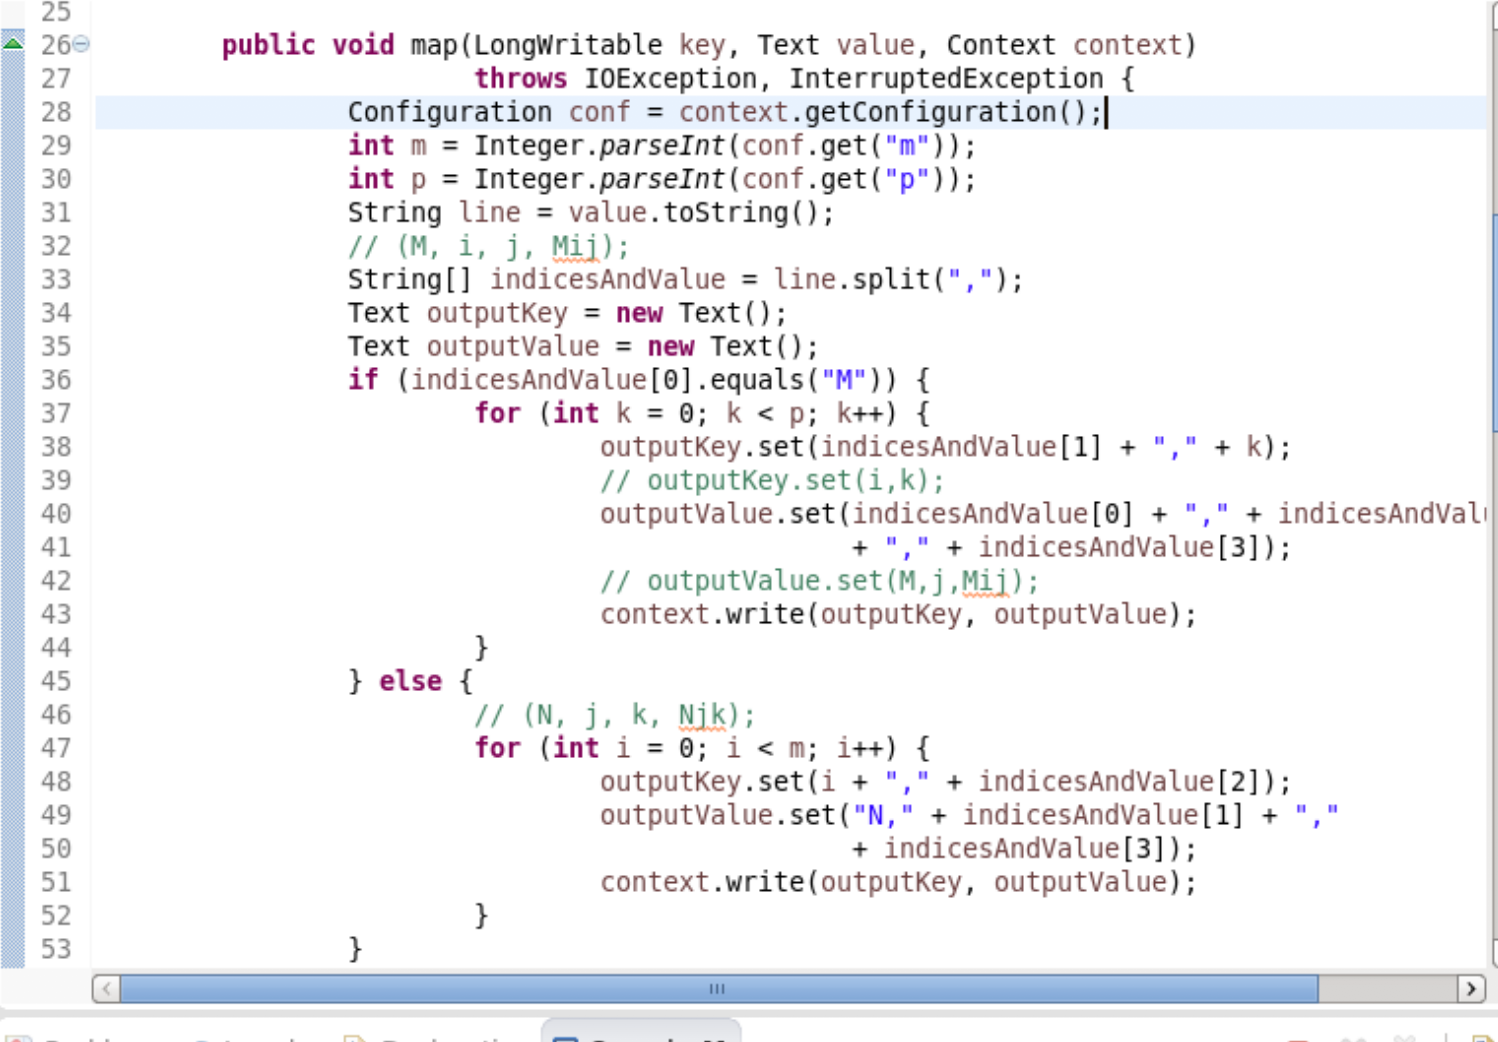 25
26 public void map(LongWritable key, Text value, Context context)
27 throws IOException, InterruptedException {
28 Configuration conf = context.getConfiguration();
29 int m = Integer.parseInt(conf.get("m"));
30 int p = Integer.parseInt(conf.get("p"));
31 String line = value.toString();
32 // (M, i, j, Mij);
33 String[] indicesAndValue = line.split(",");
34 Text outputKey = new Text();
35 Text outputValue = new Text();
36 if (indicesAndValue[0].equals("M")) {
37 for (int k = 0; k < p; k++) {
38 outputKey.set(indicesAndValue[1] + "," + k);
39 // outputKey.set(i,k);
40 outputValue.set(indicesAndValue[0] + "," + indicesAndVal
41 + "," + indicesAndValue[3]);
42 // outputValue.set(M,j,Mij);
43 context.write(outputKey, outputValue);
44 }
45 } else {
46 // (N, j, k, Njk);
47 for (int i = 0; i < m; i++) {
48 outputKey.set(i + "," + indicesAndValue[2]);
49 outputValue.set("N," + indicesAndValue[1] + ","
50 + indicesAndValue[3]);
51 context.write(outputKey, outputValue);
52 }
53 }